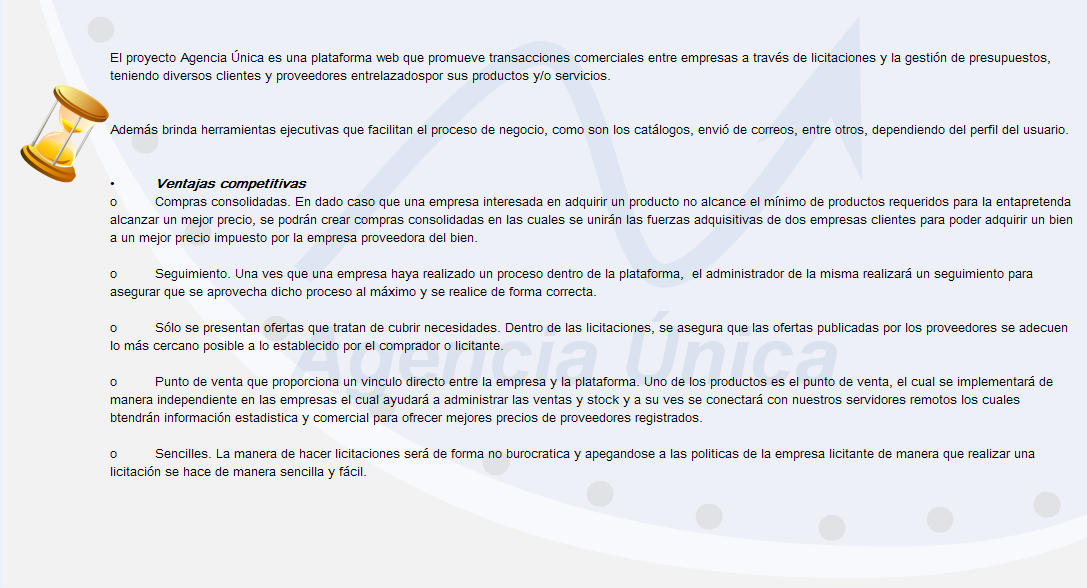 El proyecto Agencia Única es una plataforma web que promueve transacciones comerciales entre empresas a través de licitaciones y la gestión de presupuestos,
teniendo diversos clientes y proveedores entrelazadospor sus productos y/o servicios.
Además brinda herramientas ejecutivas que facilitan el proceso de negocio, como son los catálogos, envió de correos, entre otros, dependiendo del perfil del usuario.
• Ventajas competitivas
o Compras consolidadas. En dado caso que una empresa interesada en adquirir un producto no alcance el mínimo de productos requeridos para la entapretenda
alcanzar un mejor precio, se podrán crear compras consolidadas en las cuales se unirán las fuerzas adquisitivas de dos empresas clientes para poder adquirir un bien
a un mejor precio impuesto por la empresa proveedora del bien.
o Seguimiento. Una ves que una empresa haya realizado un proceso dentro de la plataforma, el administrador de la misma realizará un seguimiento para
asegurar que se aprovecha dicho proceso al máximo y se realice de forma correcta.
o Sólo se presentan ofertas que tratan de cubrir necesidades. Dentro de las licitaciones, se asegura que las ofertas publicadas por los proveedores se adecuen
lo más cercano posible a lo establecido por el comprador o licitante.
Agencia Única
o Punto de venta que proporciona un vinculo directo entre la empresa y la plataforma. Uno de los productos es el punto de venta, el cual se implementará de
manera independiente en las empresas el cual ayudará a administrar las ventas y stock y a su ves se conectará con nuestros servidores remotos los cuales
btendrán información estadistica y comercial para ofrecer mejores precios de proveedores registrados.
o Sencilles. La manera de hacer licitaciones será de forma no burocratica y apegandose a las politicas de la empresa licitante de manera que realizar una
licitación se hace de manera sencilla y fácil.